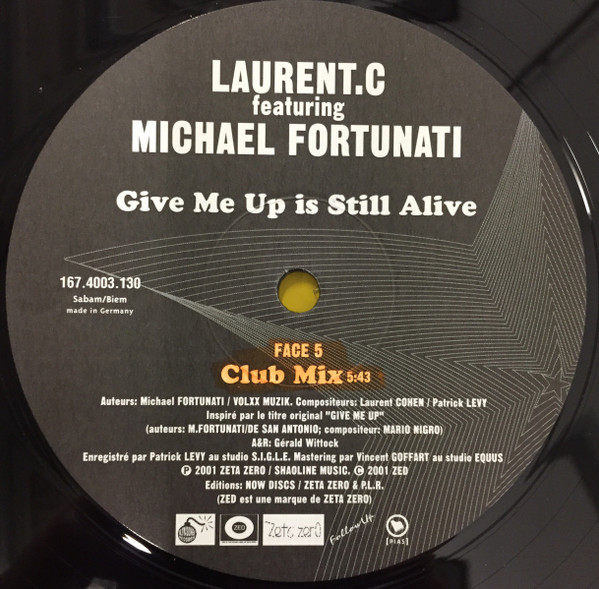 LAURENT.C
featuring
MICHAEL FORTUNATI
Give Me Up is Still Alive
167.4003.130
Sabam/Biem
made in Germany
FACE 5
Club Mix 5:43
Auteurs: Michael FORTUNATI / VOLXX MUZIK. Compositeurs: Laurent COHEN / Patrick LEVY
Inspiré par le titre original "GIVE ME UP"
(auteurs: M.FORTUNATI/DE SAN ANTONIO; compositeur: MARIO NIGRO)
A&R: Gérald Wittock
Enregistré par Patrick LEVY au studio S.I.G.L.E. Mastering par Vincent GOFFART au studio EQUUS
Ⓟ 2001 ZETA ZERO / SHAOLINE MUSIC. © 2001 ZED
Editions: NOW DISCS / ZETA ZERO & P.L.R.
(ZED est une marque de ZETA ZERO)
ZED
Zeta zerO
Follow Up
[PIAS]